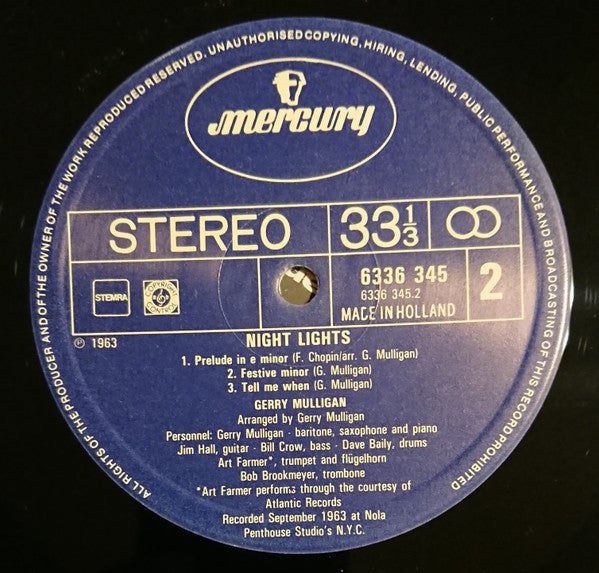 ALL RIGHTS OF THE PRODUCER AND OF THE OWNER OF THE WORK REPRODUCED RESERVED. UNAUTHORISED COPYING, HIRING, LENDING, PUBLIC PERFORMANCE AND BROADCASTING OF THIS RECORD PROHIBITED
mercury
STEREO 33 1/3
STEMRA COPYRIGHT CONTROL 6336 345 2
6336 345.2
MADE IN HOLLAND
℗ 1963 NIGHT LIGHTS
1. Prelude in e minor (F. Chopin/arr. G. Mulligan)
2. Festive minor (G. Mulligan)
3. Tell me when (G. Mulligan)
GERRY MULLIGAN
Arranged by Gerry Mulligan
Personnel: Gerry Mulligan - baritone, saxophone and piano
Jim Hall, guitar - Bill Crow, bass - Dave Baily, drums
Art Farmer*, trumpet and flügelhorn
Bob Brookmeyer, trombone
*Art Farmer performs through the courtesy of
Atlantic Records
Recorded September 1963 at Nola
Penthouse Studio's N.Y.C.